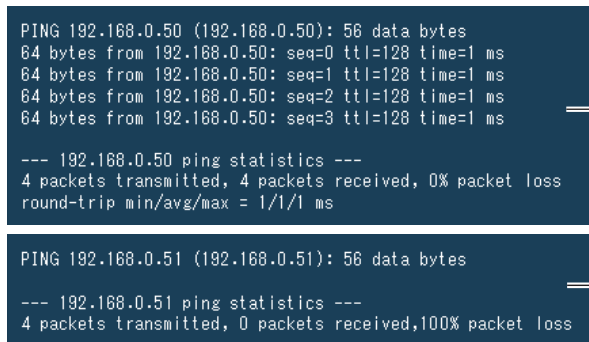 PING 192.168.0.50 (192.168.0.50): 56 data bytes
64 bytes from 192.168.0.50: seq=0 ttl=128 time=1 ms
64 bytes from 192.168.0.50: seq=1 ttl=128 time=1 ms
64 bytes from 192.168.0.50: seq=2 ttl=128 time=1 ms
64 bytes from 192.168.0.50: seq=3 ttl=128 time=1 ms
--- 192.168.0.50 ping statistics ---
4 packets transmitted, 4 packets received, 0% packet loss
round-trip min/avg/max = 1/1/1 ms
PING 192.168.0.51 (192.168.0.51): 56 data bytes
--- 192.168.0.51 ping statistics ---
4 packets transmitted, 0 packets received,100% packet loss